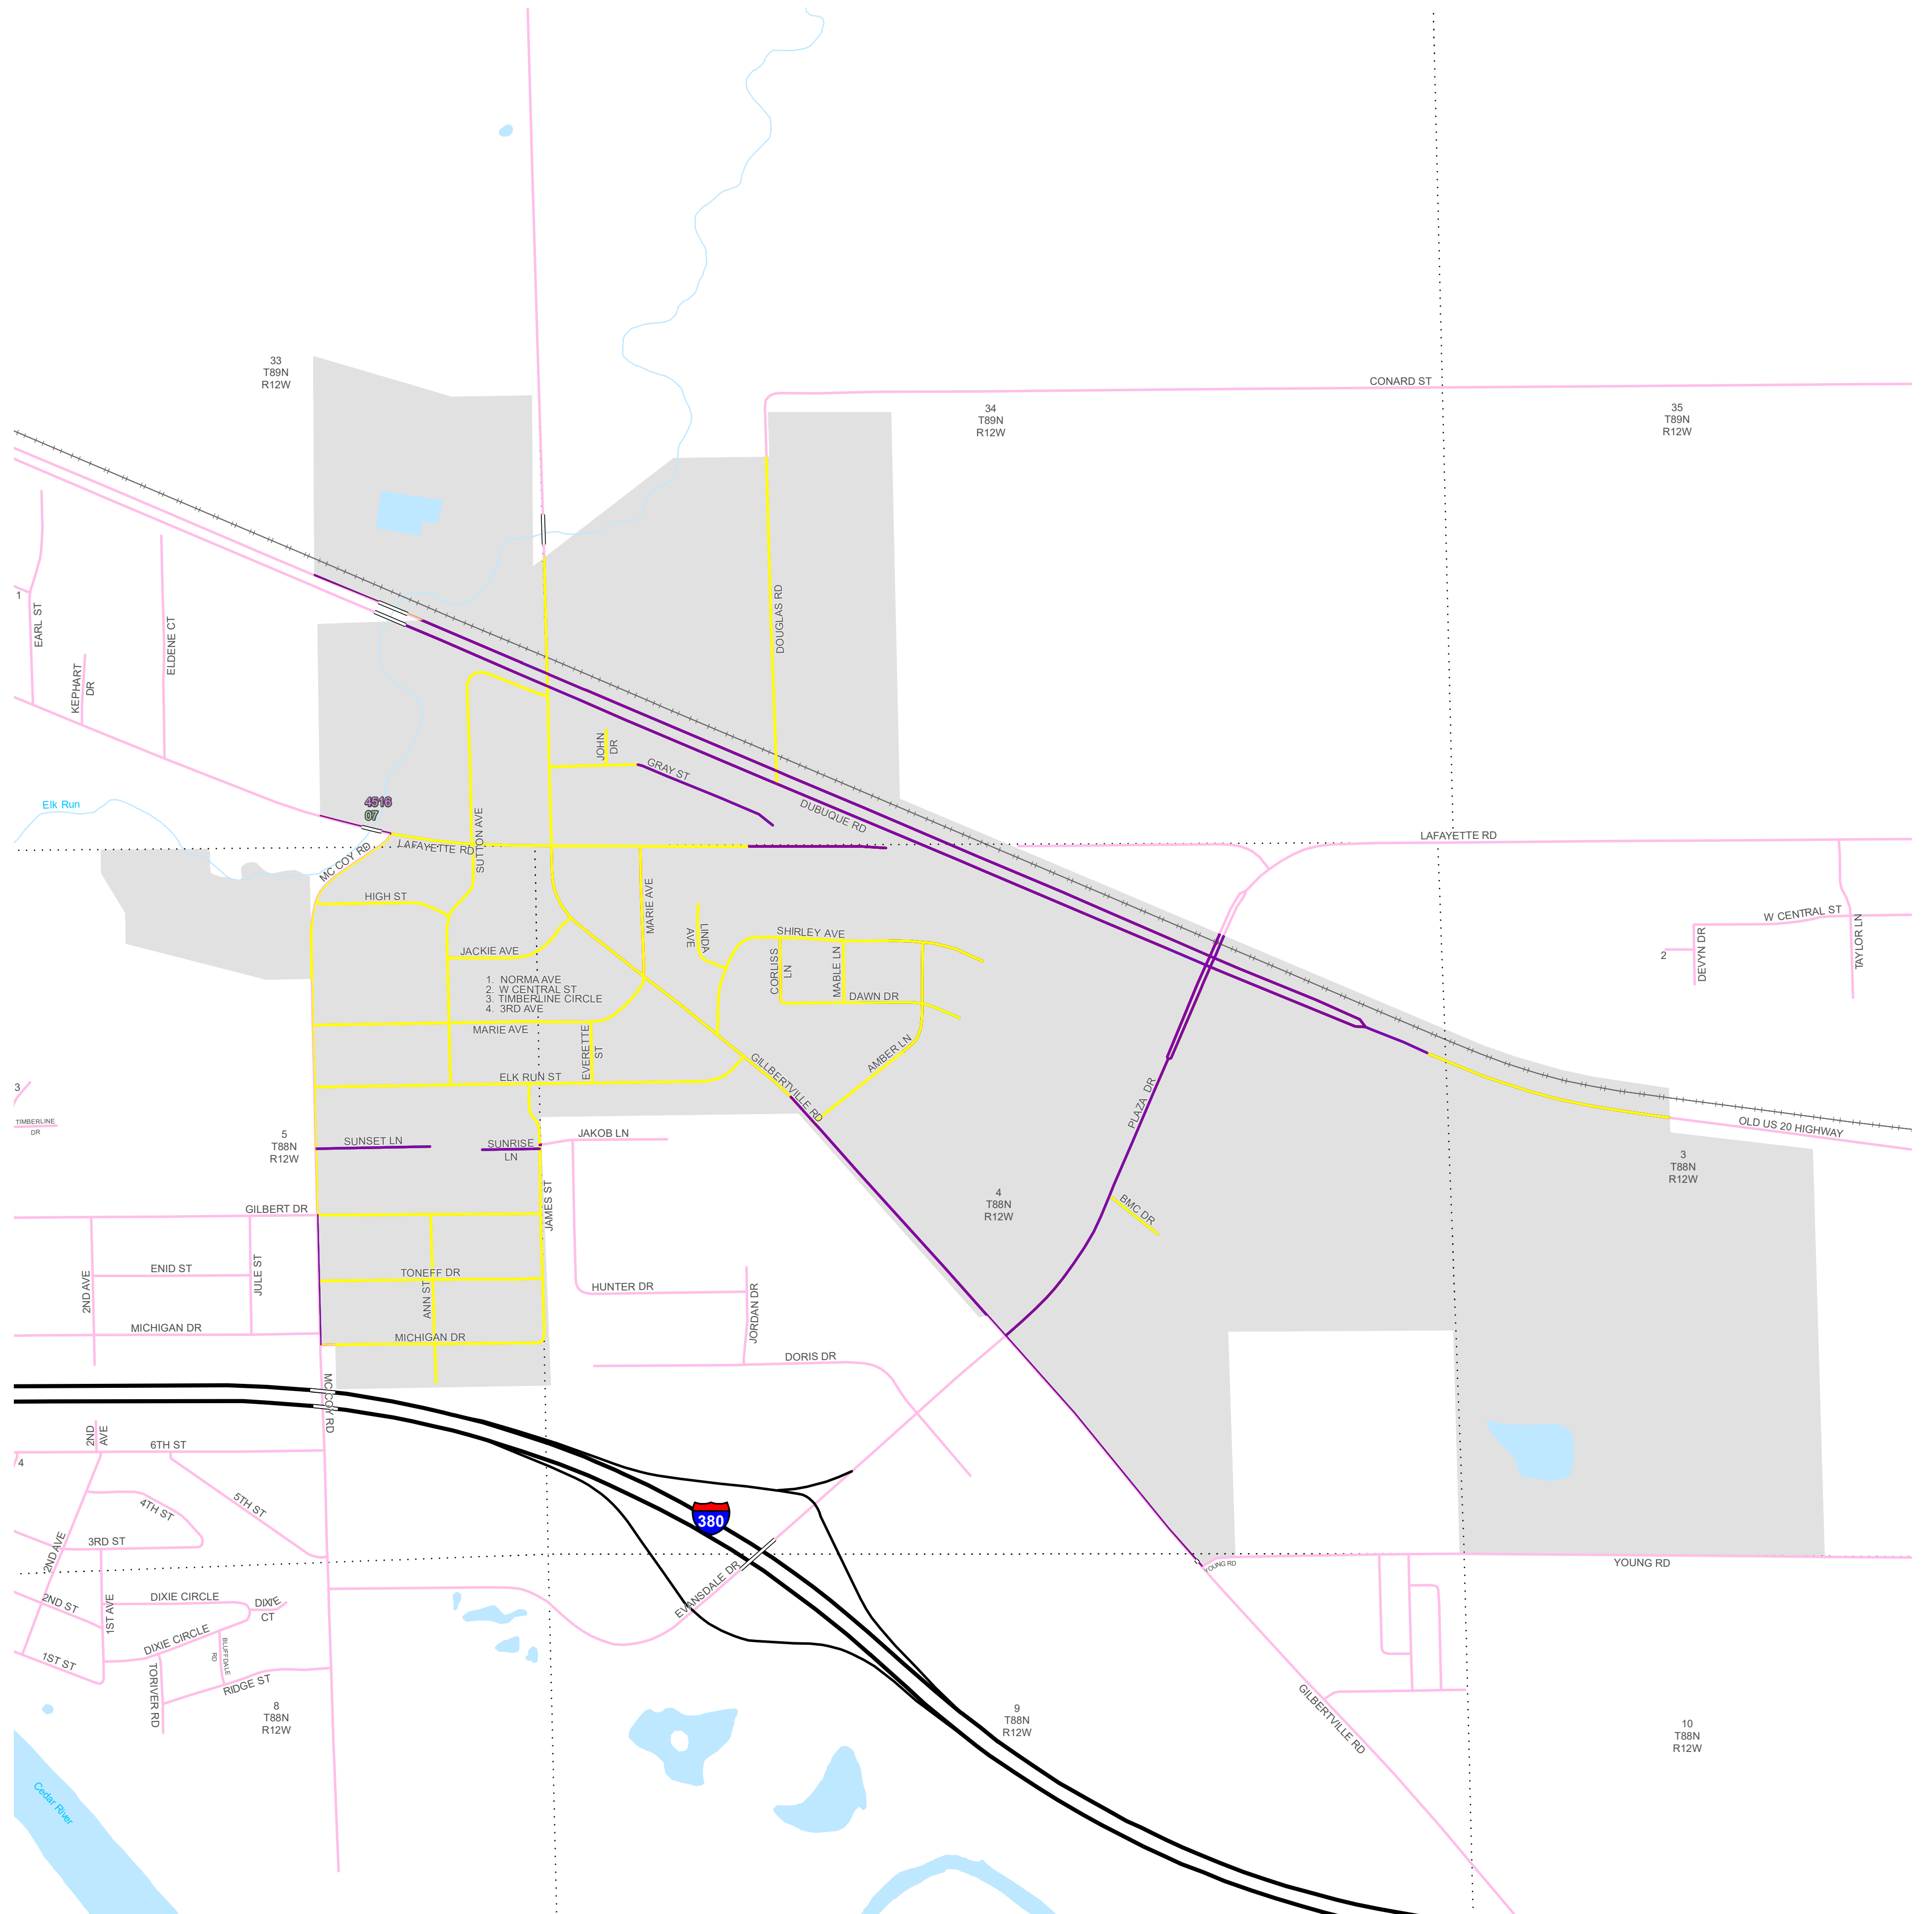 33
T89N
R12W
CONARD ST
34
T89N
R12W
35
T89N
R12W
1
EARL ST
ELDENE CT
KEPHART
DR
DOUGLAS RD
JOHN
DR
GRAY ST
DUBUQUE RD
Elk Run
4516
07
SUTTON AVE
LAFAYETTE RD
LAFAYETTE RD
MC COY RD
HIGH ST
MARIE AVE
LINDA
AVE
SHIRLEY AVE
W CENTRAL ST
TAYLOR LN
DEVYN DR
2
JACKIE AVE
CORLISS
LN
MABLE LN
DAWN DR
1. NORMA AVE
2. W CENTRAL ST
3. TIMBERLINE CIRCLE
4. 3RD AVE
MARIE AVE
EVERETTE
ST
AMBER LN
ELK RUN ST
GILLBERTVILLE RD
PLAZA DR
3
TIMBERLINE
DR
5
T88N
R12W
SUNSET LN
SUNRISE
LN
JAKOB LN
OLD US 20 HIGHWAY
3
T88N
R12W
4
T88N
R12W
BMC DR
JAMES ST
GILBERT DR
ENID ST
JULE ST
2ND AVE
TONEFF DR
ANN ST
HUNTER DR
JORDAN DR
MICHIGAN DR
MICHIGAN DR
DORIS DR
MC COY RD
2ND
AVE
6TH ST
4
4TH ST
5TH ST
380
2ND AVE
3RD ST
YOUNG RD
YOUNG RD
EVANSDALE DR
2ND ST
1ST AVE
DIXIE CIRCLE
DIXIE
CT
DIXIE CIRCLE
BLUFFDALE
RD
1ST ST
TORIVER RD
RIDGE ST
8
T88N
R12W
9
T88N
R12W
GILBERTVILLE RD
10
T88N
R12W
Cedar River